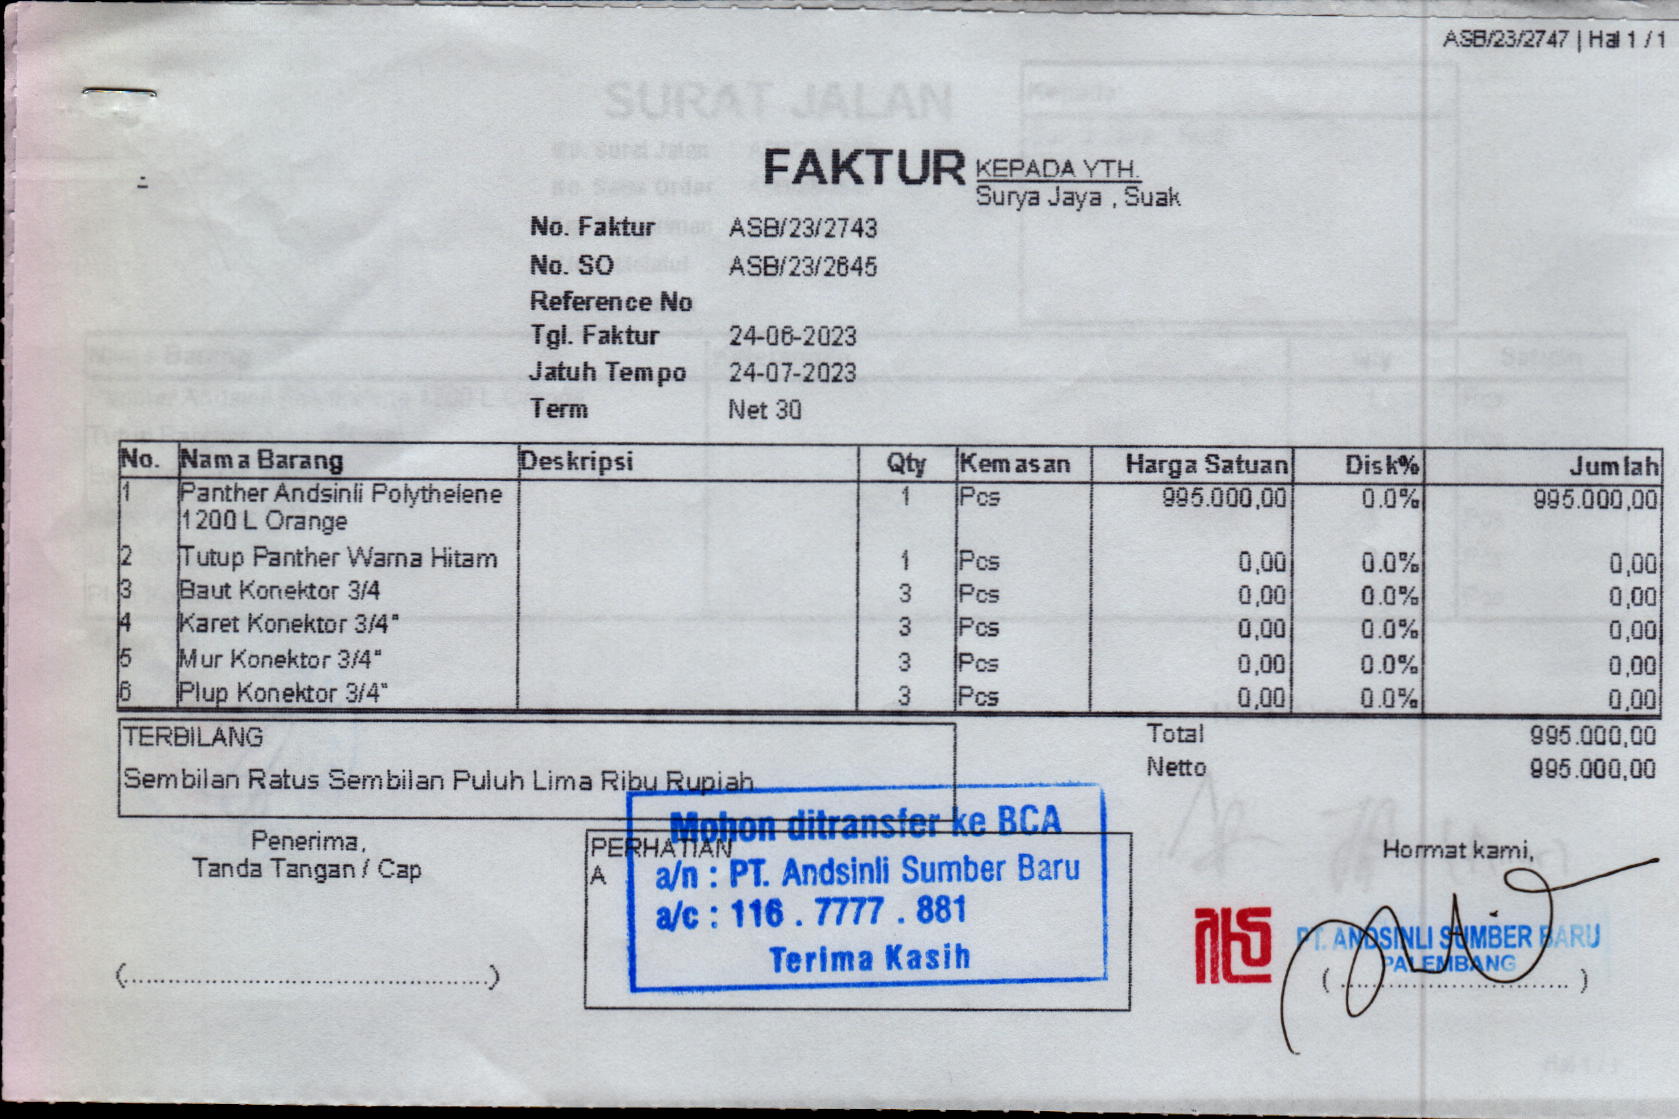 ASB/23/2747 | Hal 1 / 1
SURAT JALAN
Kepada
FAKTUR
KEPADA YTH.
Surya Jaya , Suak
No. Faktur ASB/23/2743
No. SO ASB/23/2645
Reference No
Tgl. Faktur 24-06-2023
Jatuh Tempo 24-07-2023
Term Net 30
No. Nama Barang Deskripsi Qty Kemasan Harga Satuan Disk% Jumlah
1 Panther Andsinli Polythelene 1 Pcs 995.000,00 0.0% 995.000,00
1200 L Orange
2 Tutup Panther Warna Hitam 1 Pcs 0,00 0.0% 0,00
3 Baut Konektor 3/4 3 Pcs 0,00 0.0% 0,00
4 Karet Konektor 3/4" 3 Pcs 0,00 0.0% 0,00
5 Mur Konektor 3/4" 3 Pcs 0,00 0.0% 0,00
6 Plup Konektor 3/4" 3 Pcs 0,00 0.0% 0,00
TERBILANG
Sembilan Ratus Sembilan Puluh Lima Ribu Rupiah
Total 995.000,00
Netto 995.000,00
Penerima,
Tanda Tangan / Cap
(................................................)
PERHATIAN
A
Mohon ditransfer ke BCA
a/n : PT. Andsinli Sumber Baru
a/c : 116 . 7777 . 881
Terima Kasih
Hormat kami,
PT. ANDSINLI SUMBER BARU
PALEMBANG
( .............................. )